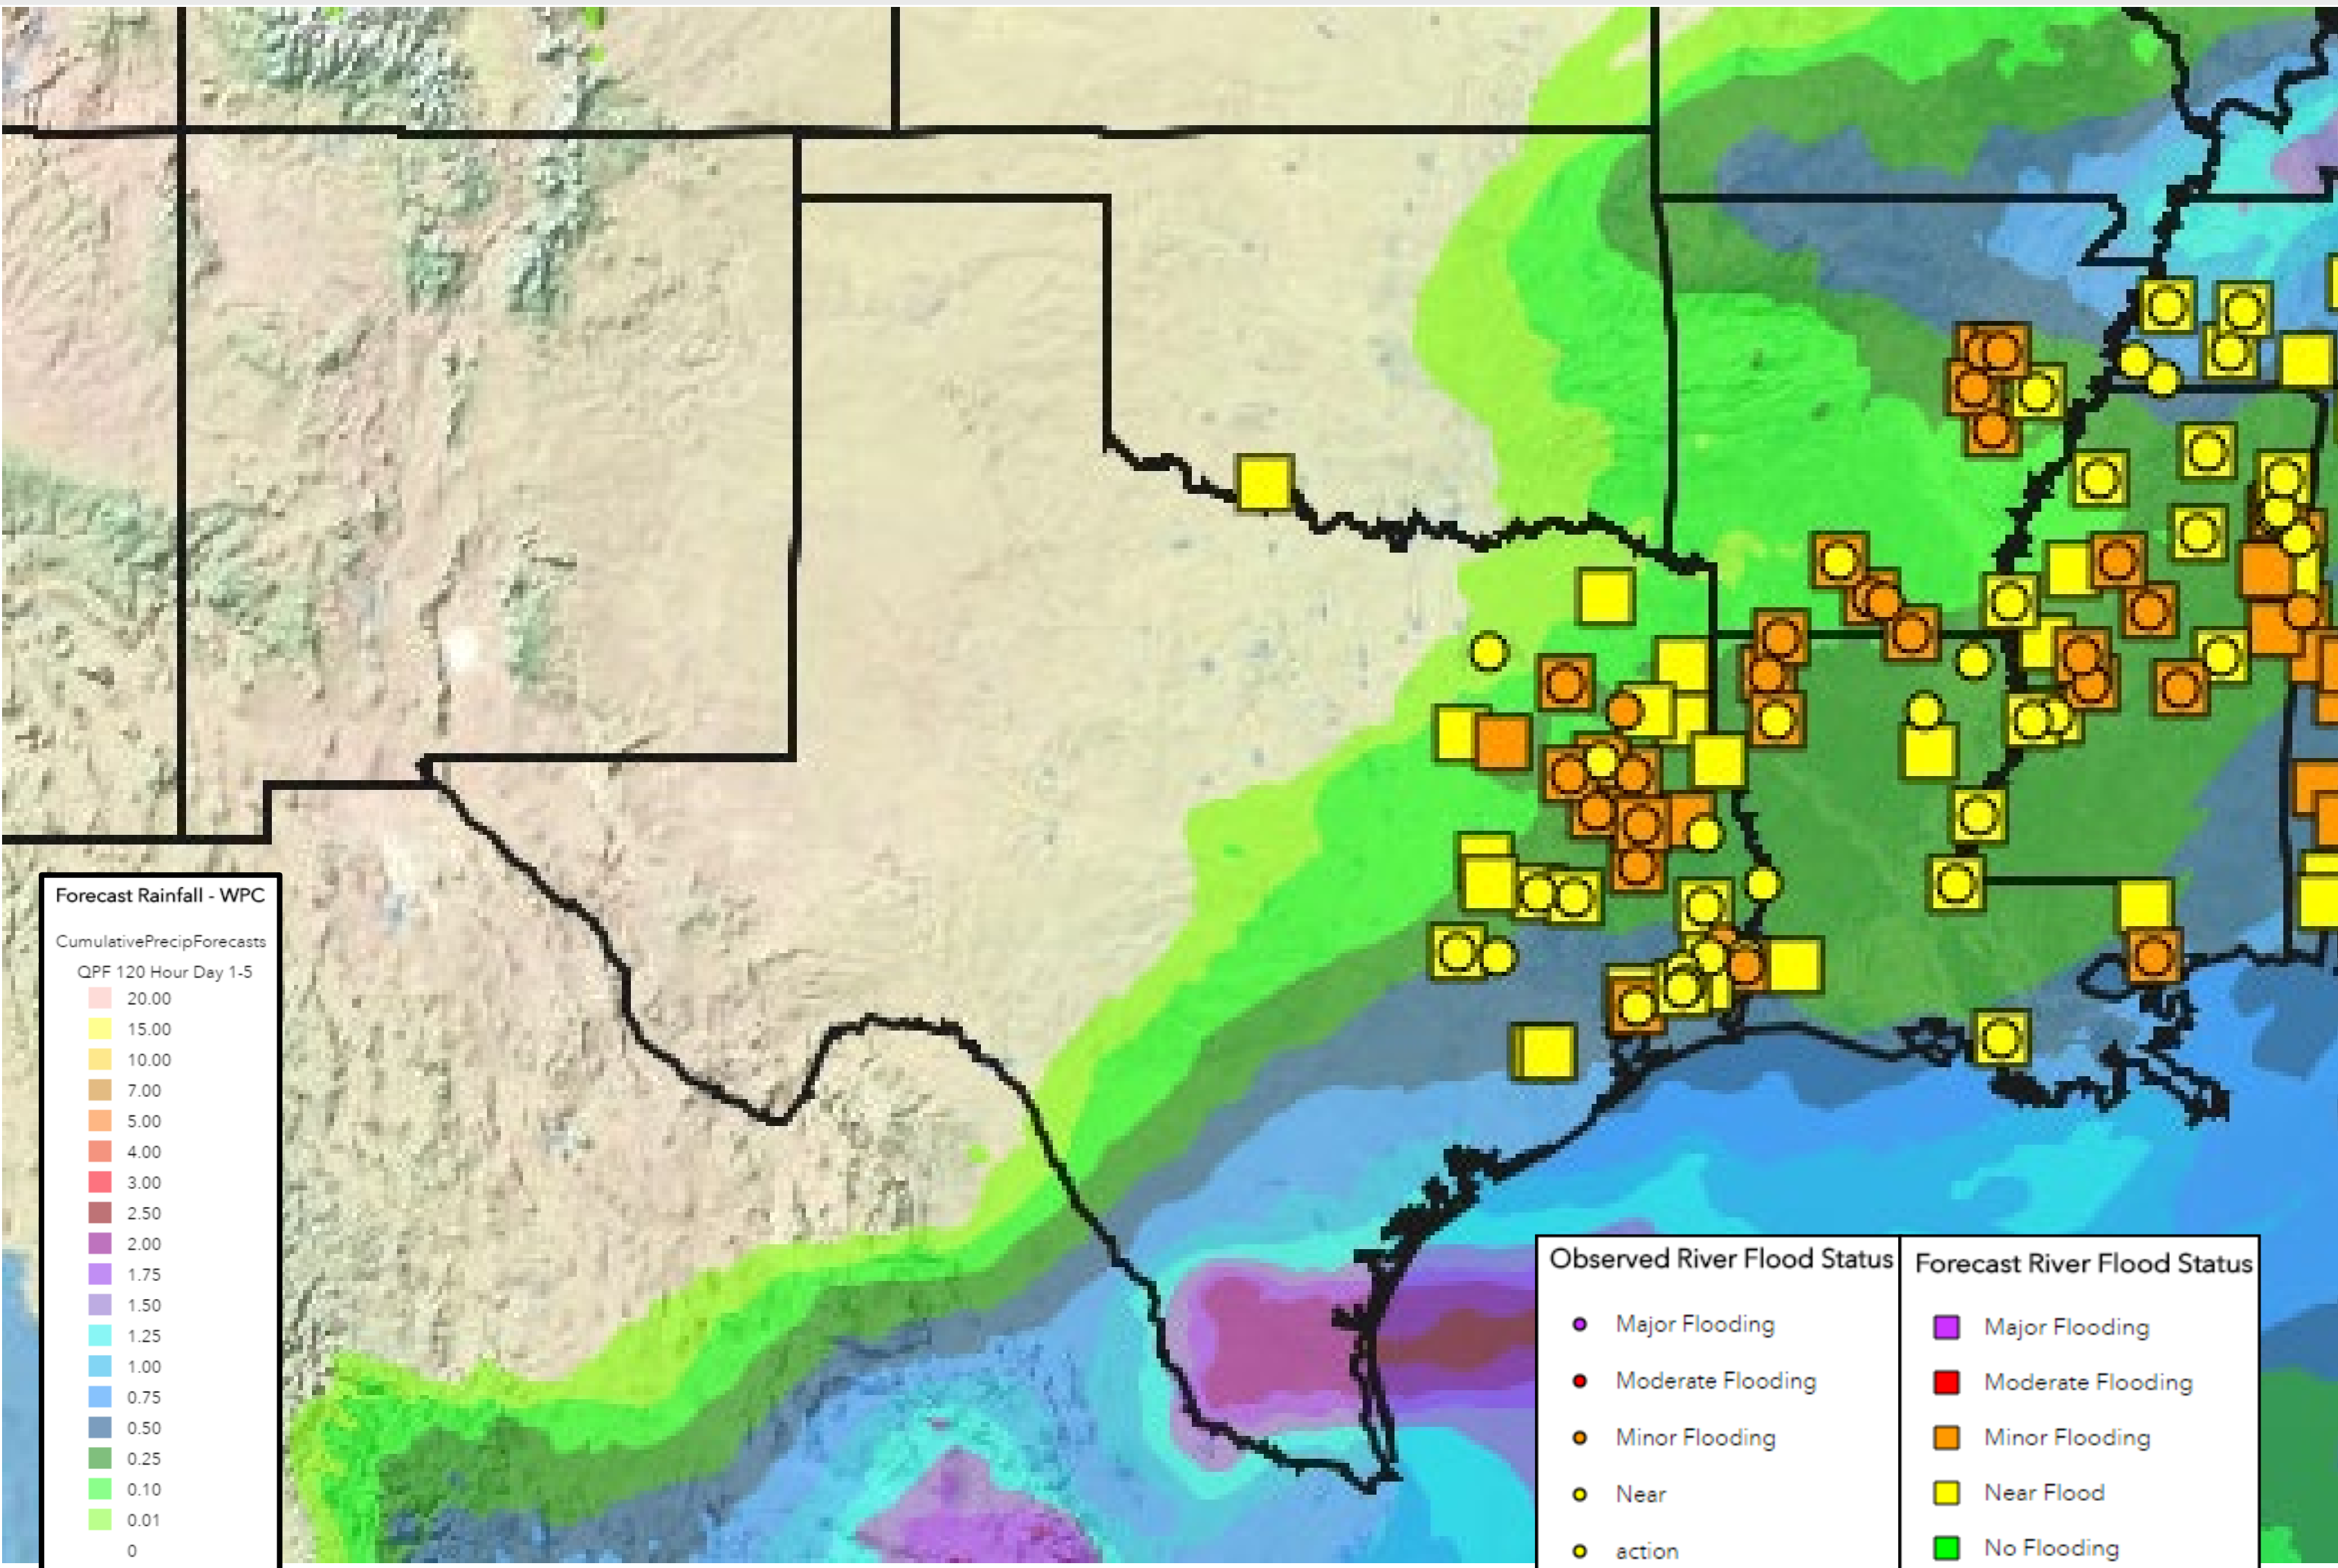 Forecast Rainfall - WPC
CumulativePrecipForecasts
QPF 120 Hour Day 1-5
20.00
15.00
10.00
7.00
5.00
4.00
3.00
2.50
2.00
1.75
1.50
1.25
1.00
0.75
0.50
0.25
0.10
0.01
0
Observed River Flood Status
Major Flooding
Moderate Flooding
Minor Flooding
Near
action
Forecast River Flood Status
Major Flooding
Moderate Flooding
Minor Flooding
Near Flood
No Flooding